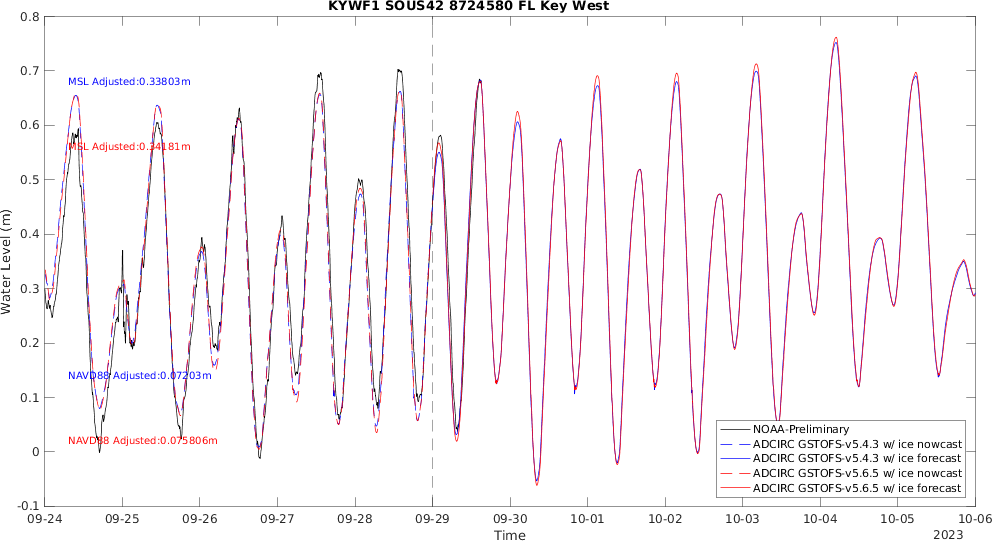 KYWF1 SOUS42 8724580 FL Key West
0.8
0.7
0.6
0.5
0.4
0.3
0.2
0.1
0
-0.1
Water Level (m)
MSL Adjusted:0.33803m
MSL Adjusted:0.34181m
NAVD88 Adjusted:0.07203m
NAVD88 Adjusted:0.075806m
NOAA-Preliminary
ADCIRC GSTOFS-v5.4.3 w/ ice nowcast
ADCIRC GSTOFS-v5.4.3 w/ ice forecast
ADCIRC GSTOFS-v5.6.5 w/ ice nowcast
ADCIRC GSTOFS-v5.6.5 w/ ice forecast
09-24 09-25 09-26 09-27 09-28 09-29 09-30 10-01 10-02 10-03 10-04 10-05 10-06
Time
2023